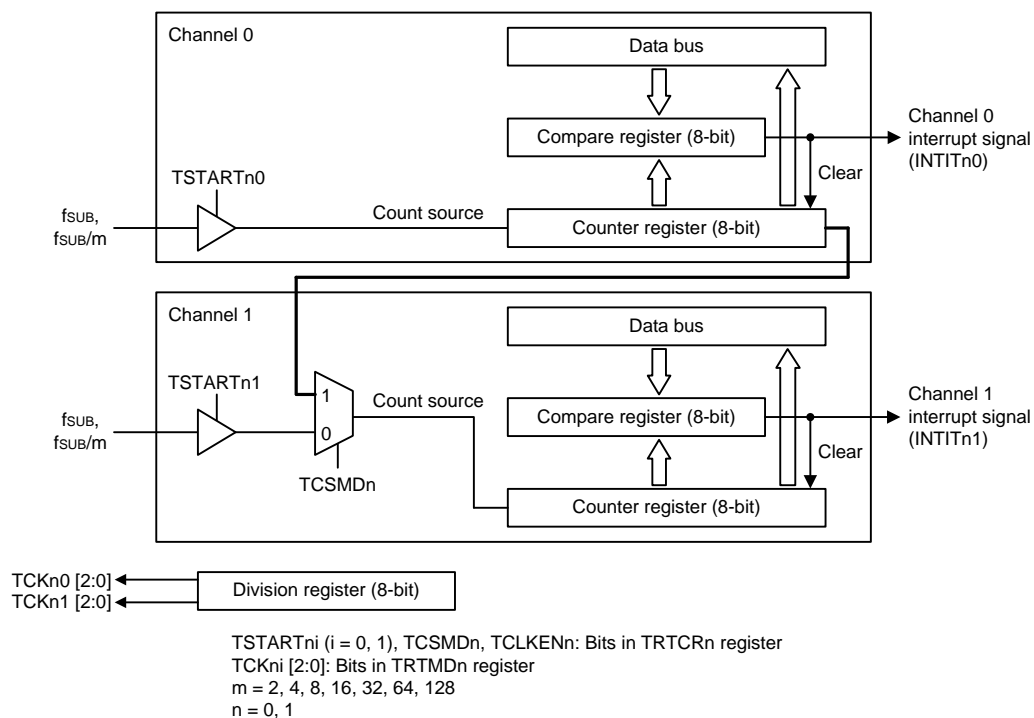 Channel 0
Data bus
Compare register (8-bit)
Channel 0
interrupt signal
(INTITn0)
Clear
TSTARTn0
fSUB,
fSUB/m
Count source
Counter register (8-bit)
Channel 1
Data bus
TSTARTn1
1
Count source
Compare register (8-bit)
Channel 1
interrupt signal
(INTITn1)
fSUB,
fSUB/m
0
Clear
TCSMDn
Counter register (8-bit)
TCKn0 [2:0]
TCKn1 [2:0]
Division register (8-bit)
TSTARTni (i = 0, 1), TCSMDn, TCLKENn: Bits in TRTCRn register
TCKni [2:0]: Bits in TRTMDn register
m = 2, 4, 8, 16, 32, 64, 128
n = 0, 1